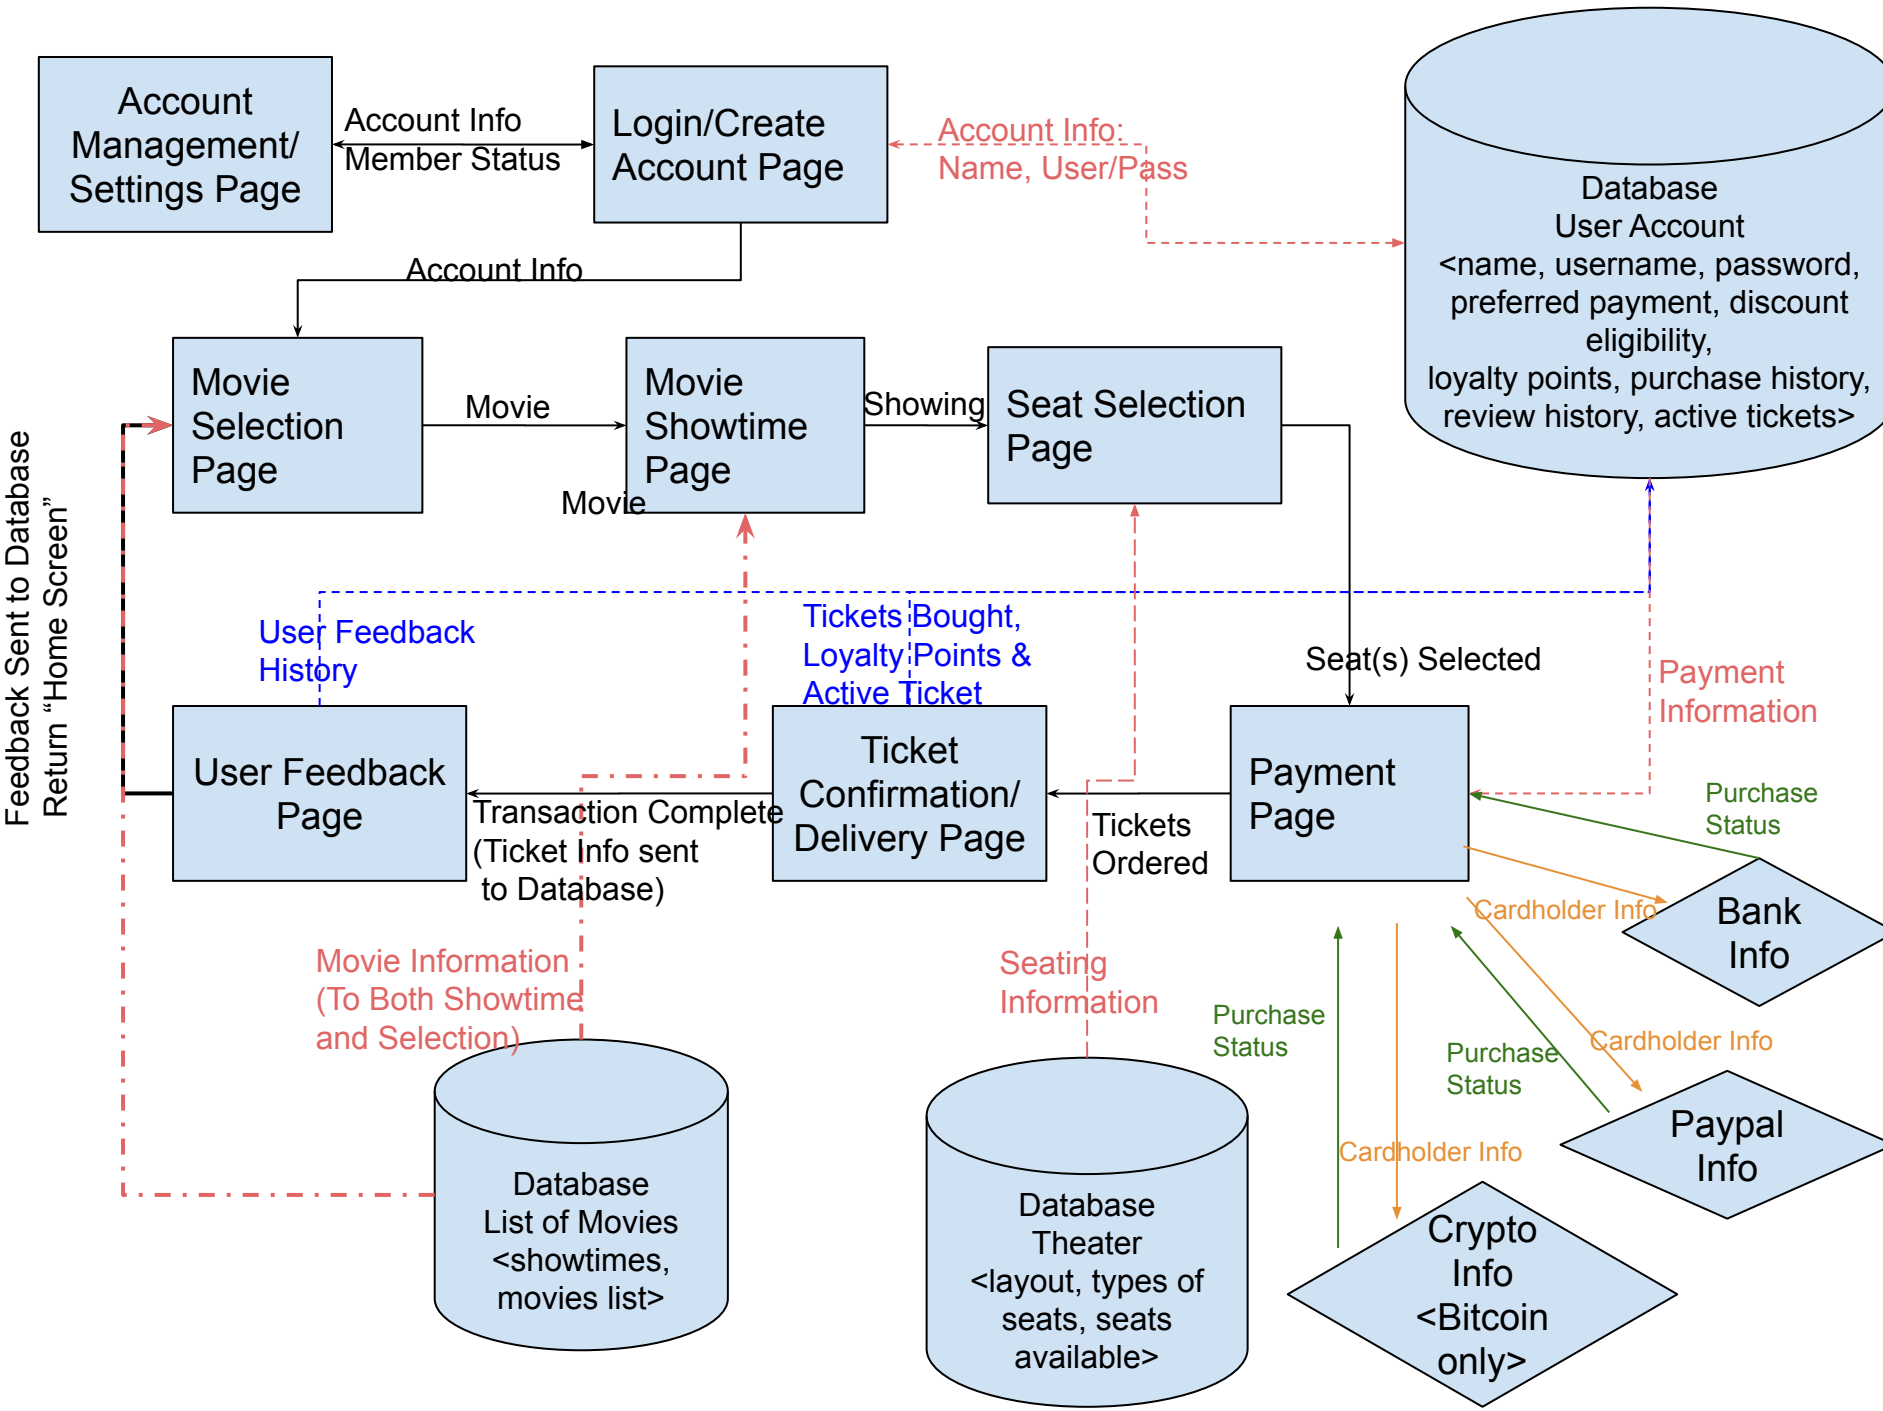 Account
Management/
Settings Page
Account Info
Member Status
Login/Create
Account Page
Account Info:
Name, User/Pass
Database
User Account
<name, username, password,
preferred payment, discount
eligibility,
loyalty points, purchase history,
review history, active tickets>
Account Info
Movie
Selection
Page
Movie
Movie
Showtime
Page
Movie
Showing
Seat Selection
Page
Feedback Sent to Database
Return “Home Screen”
User Feedback
History
Tickets Bought,
Loyalty Points &
Active Ticket
Seat(s) Selected
Payment
Information
User Feedback
Page
Transaction Complete
(Ticket Info sent
to Database)
Ticket
Confirmation/
Delivery Page
Tickets
Ordered
Payment
Page
Purchase
Status
Cardholder Info
Bank
Info
Movie Information
(To Both Showtime
and Selection)
Seating
Information
Purchase
Status
Purchase
Status
Cardholder Info
Paypal
Info
Cardholder Info
Database
List of Movies
<showtimes,
movies list>
Database
Theater
<layout, types of
seats, seats
available>
Crypto
Info
<Bitcoin
only>